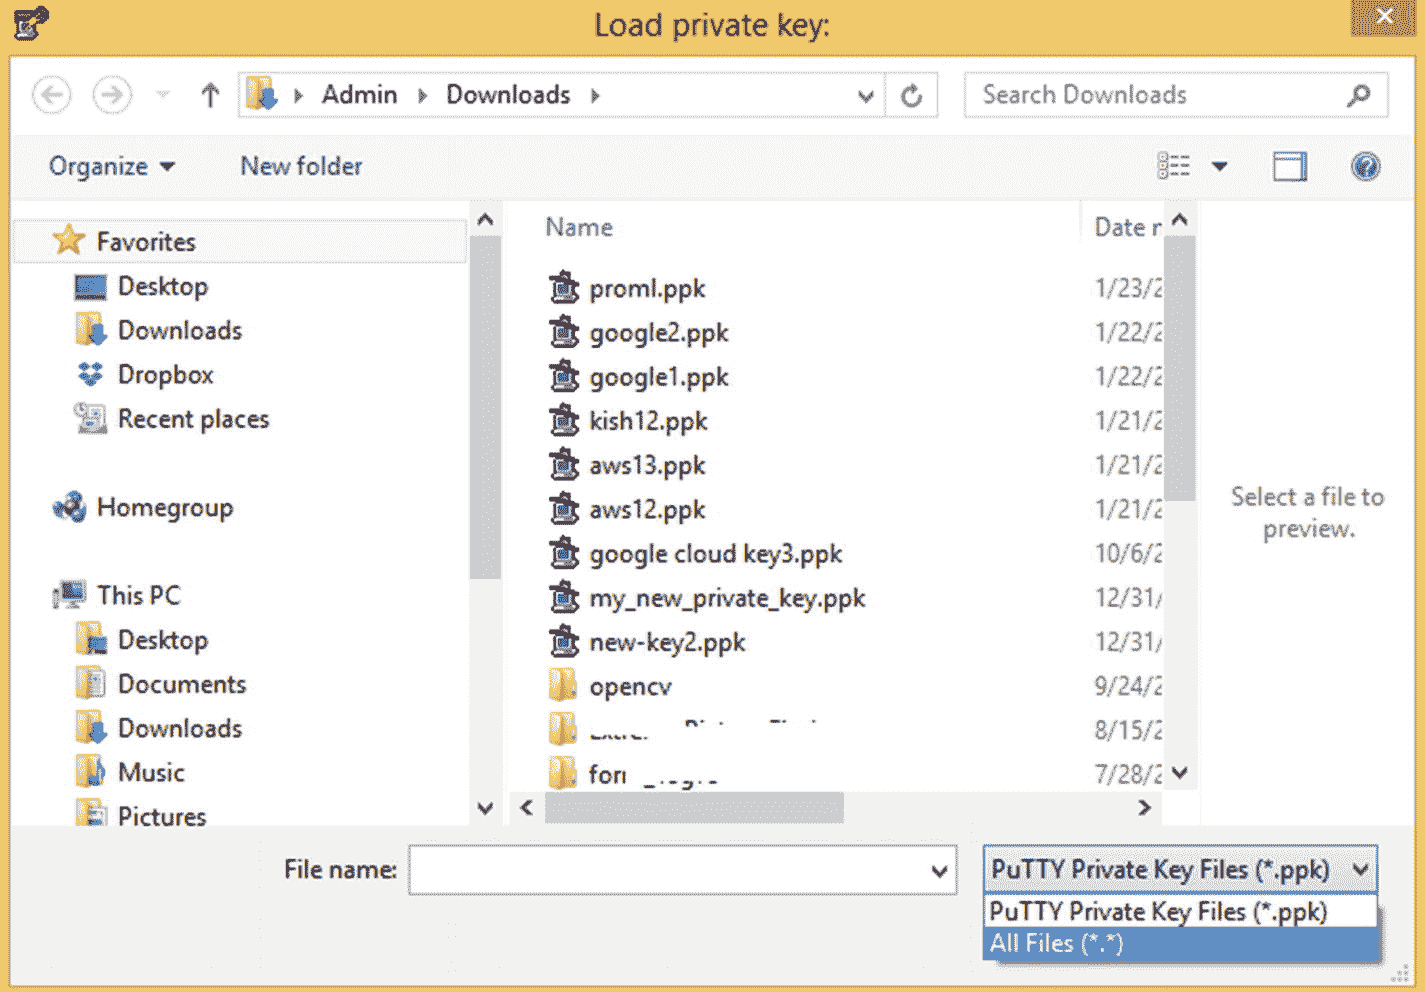 Load private key:
Admin Downloads
Search Downloads
Organize New folder
Favorites
Desktop
Downloads
Dropbox
Recent places
Homegroup
This PC
Desktop
Documents
Downloads
Music
Pictures
Name Date
proml.ppk 1/23/2
google2.ppk 1/22/2
google1.ppk 1/22/2
kish12.ppk 1/21/2
aws13.ppk 1/21/2
aws12.ppk 1/21/2
google cloud key3.ppk 10/6/2
my_new_private_key.ppk 12/31/
new-key2.ppk 12/31/
opencv 9/24/2
8/15/2
7/28/2
Select a file to
preview.
File name:
PuTTY Private Key Files (*.ppk)
PuTTY Private Key Files (*.ppk)
All Files (*.*)